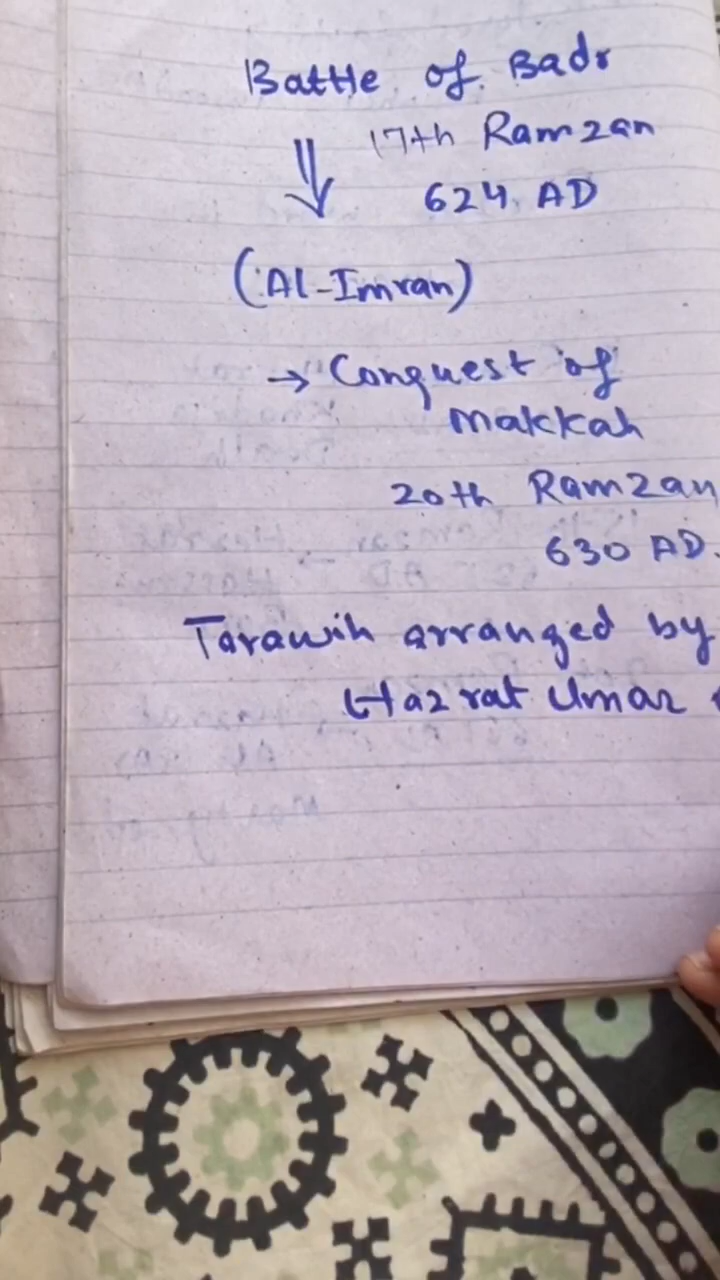 Battle of Badr
17th Ramzan
624 AD
(Al-Imran)
→ Conquest of
Makkah
20th Ramzan
630 AD.
Tarawih arranged by
Hazrat Umar